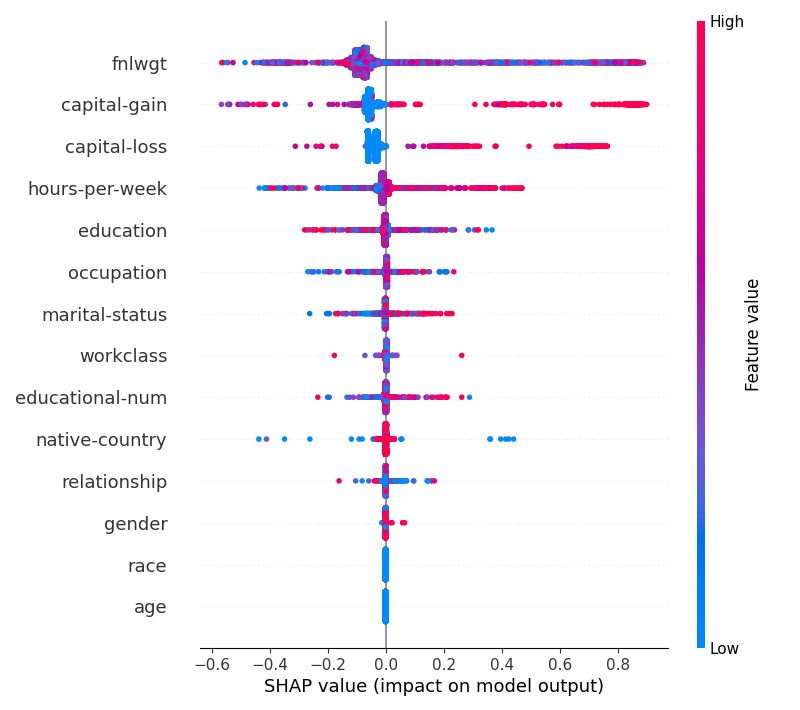 High
fnlwgt
capital-gain
capital-loss
hours-per-week
education
occupation
marital-status
workclass
educational-num
native-country
relationship
gender
race
age
Feature value
Low
−0.6 −0.4 −0.2 0.0 0.2 0.4 0.6 0.8
SHAP value (impact on model output)